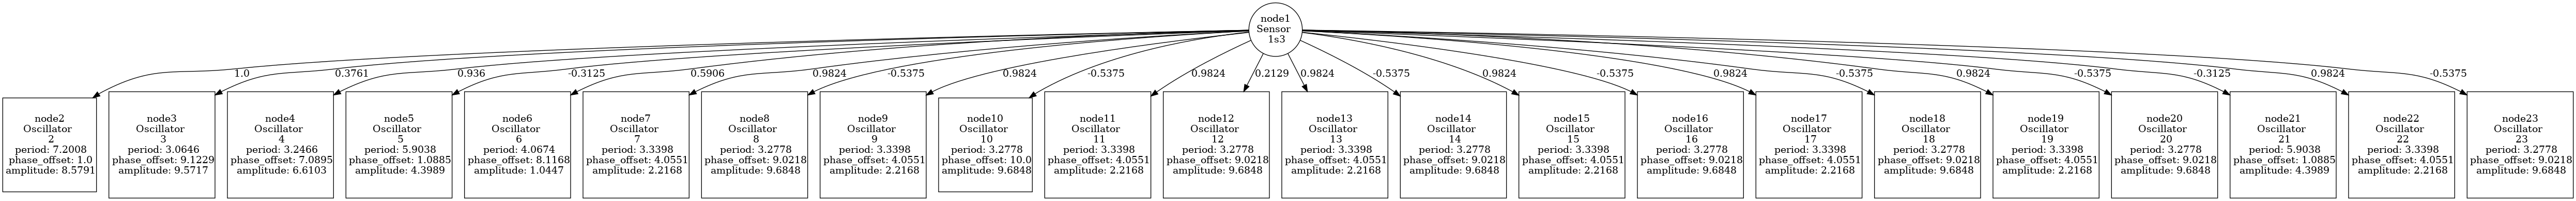 node1
Sensor
1s3
1.0
0.3761
0.936
-0.3125
0.5906
0.9824
-0.5375
0.9824
-0.5375
0.9824
0.2129
0.9824
-0.5375
0.9824
-0.5375
0.9824
-0.5375
0.9824
-0.5375
-0.3125
0.9824
-0.5375
node2
Oscillator
2
period: 7.2008
phase_offset: 1.0
amplitude: 8.5791
node3
Oscillator
3
period: 3.0646
phase_offset: 9.1229
amplitude: 9.5717
node4
Oscillator
4
period: 3.2466
phase_offset: 7.0895
amplitude: 6.6103
node5
Oscillator
5
period: 5.9038
phase_offset: 1.0885
amplitude: 4.3989
node6
Oscillator
6
period: 4.0674
phase_offset: 8.1168
amplitude: 1.0447
node7
Oscillator
7
period: 3.3398
phase_offset: 4.0551
amplitude: 2.2168
node8
Oscillator
8
period: 3.2778
phase_offset: 9.0218
amplitude: 9.6848
node9
Oscillator
9
period: 3.3398
phase_offset: 4.0551
amplitude: 2.2168
node10
Oscillator
10
period: 3.2778
phase_offset: 10.0
amplitude: 9.6848
node11
Oscillator
11
period: 3.3398
phase_offset: 4.0551
amplitude: 2.2168
node12
Oscillator
12
period: 3.2778
phase_offset: 9.0218
amplitude: 9.6848
node13
Oscillator
13
period: 3.3398
phase_offset: 4.0551
amplitude: 2.2168
node14
Oscillator
14
period: 3.2778
phase_offset: 9.0218
amplitude: 9.6848
node15
Oscillator
15
period: 3.3398
phase_offset: 4.0551
amplitude: 2.2168
node16
Oscillator
16
period: 3.2778
phase_offset: 9.0218
amplitude: 9.6848
node17
Oscillator
17
period: 3.3398
phase_offset: 4.0551
amplitude: 2.2168
node18
Oscillator
18
period: 3.2778
phase_offset: 9.0218
amplitude: 9.6848
node19
Oscillator
19
period: 3.3398
phase_offset: 4.0551
amplitude: 2.2168
node20
Oscillator
20
period: 3.2778
phase_offset: 9.0218
amplitude: 9.6848
node21
Oscillator
21
period: 5.9038
phase_offset: 1.0885
amplitude: 4.3989
node22
Oscillator
22
period: 3.3398
phase_offset: 4.0551
amplitude: 2.2168
node23
Oscillator
23
period: 3.2778
phase_offset: 9.0218
amplitude: 9.6848